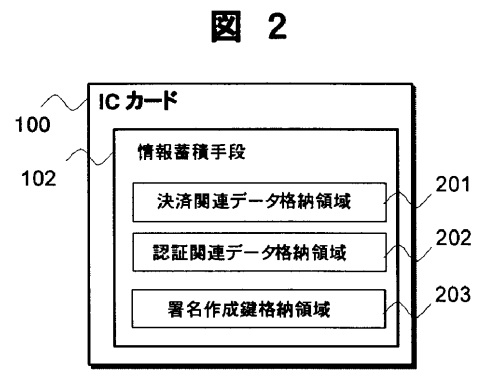 図 2
ICカード
100
102
情報蓄積手段
決済関連データ格納領域
201
認証関連データ格納領域
202
署名作成鍵格納領域
203